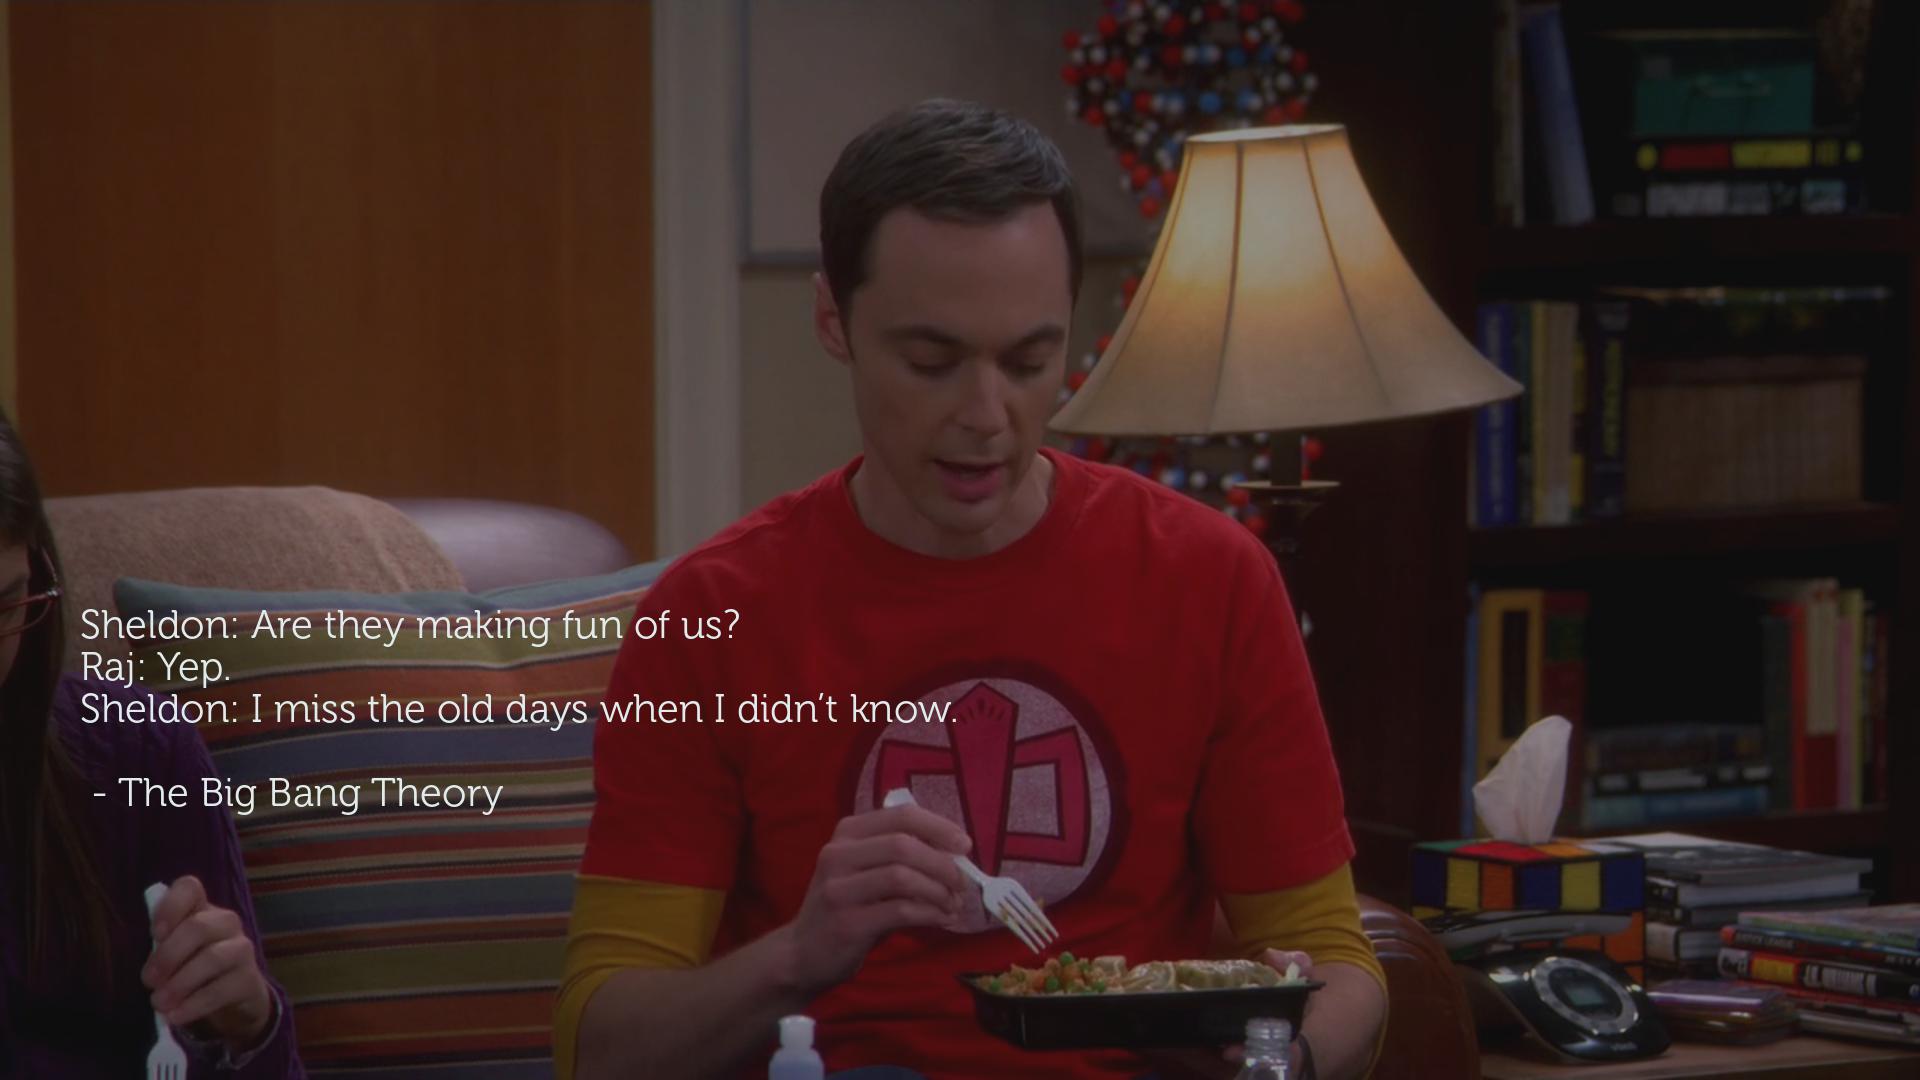 Sheldon: Are they making fun of us?
Raj: Yep.
Sheldon: I miss the old days when I didn’t know.
- The Big Bang Theory